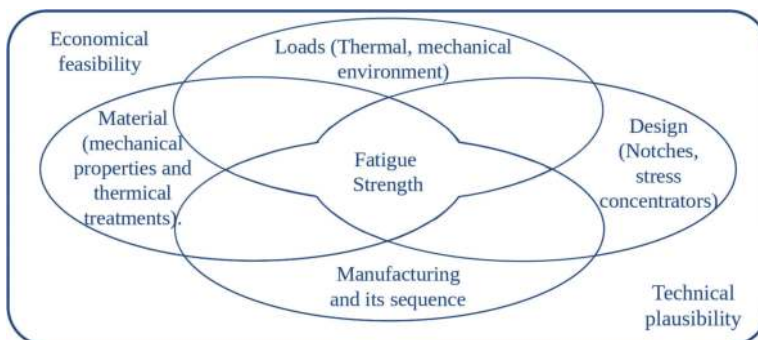 Economical
feasibility
Loads (Thermal, mechanical
environment)
Material
(mechanical
properties and
thermical
treatments).
Fatigue
Strength
Design
(Notches,
stress
concentrators)
Manufacturing
and its sequence
Technical
plausibility